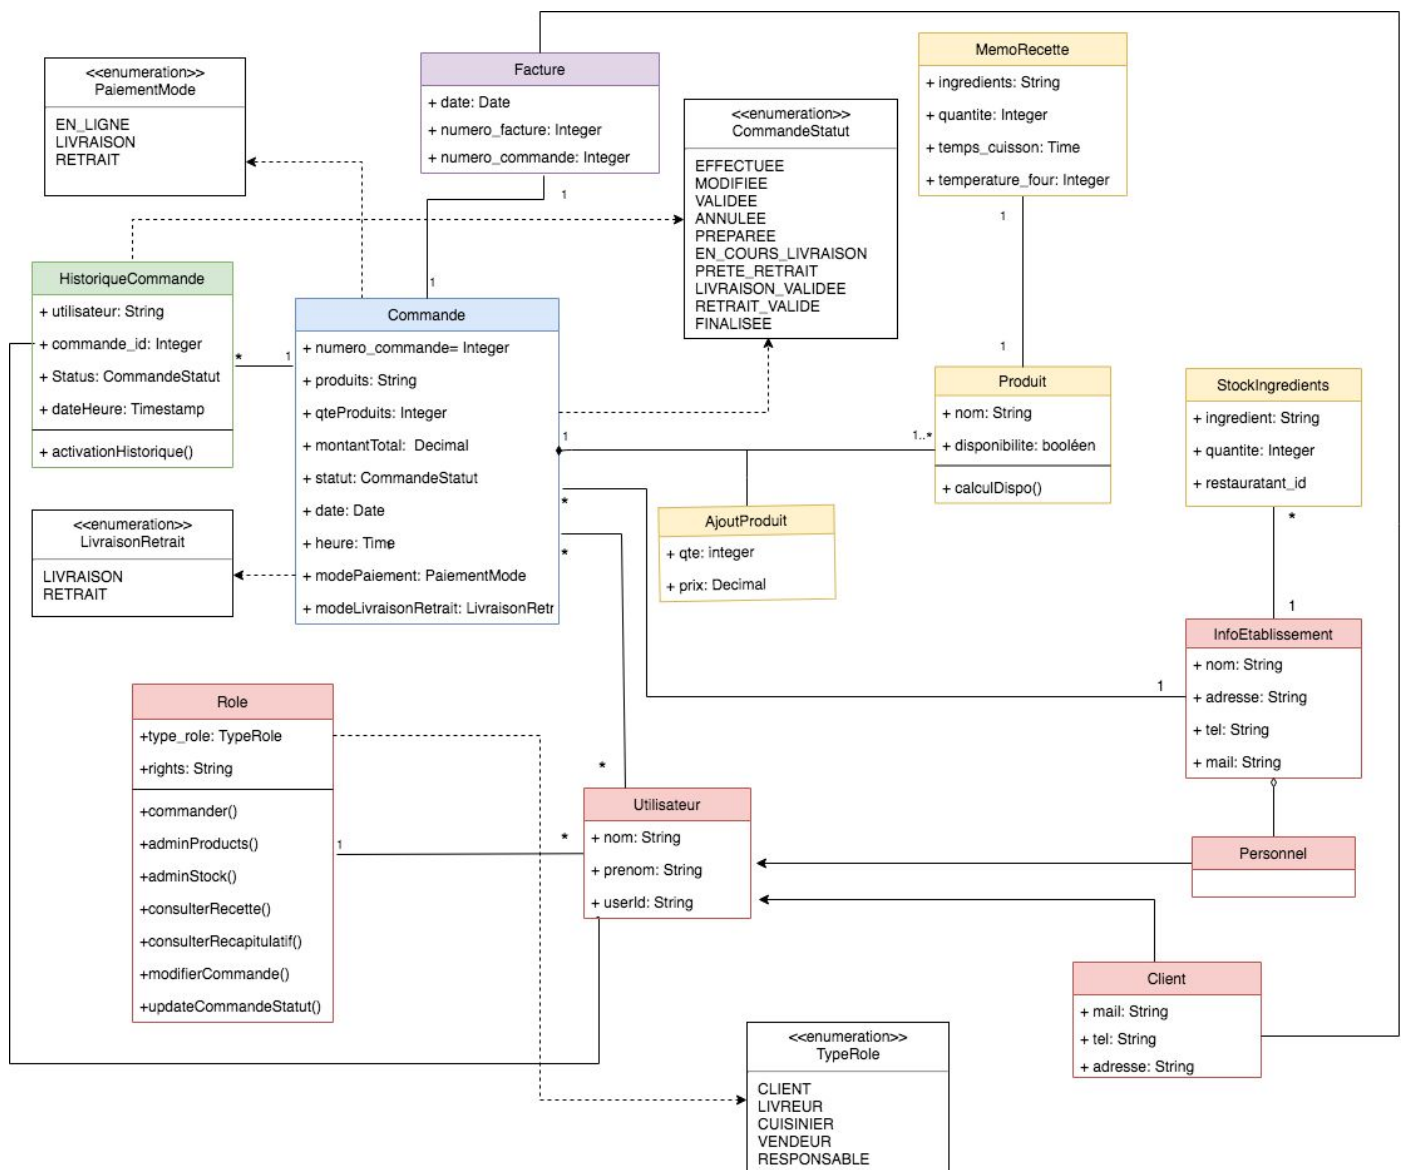 <<enumeration>>
PaiementMode
EN_LIGNE
LIVRAISON
RETRAIT
Facture
+ date: Date
+ numero_facture: Integer
+ numero_commande: Integer
1
1
<<enumeration>>
CommandeStatut
EFFECTUEE
MODIFIEE
VALIDEE
ANNULEE
PREPAREE
EN_COURS_LIVRAISON
PRETE_RETRAIT
LIVRAISON_VALIDEE
RETRAIT_VALIDE
FINALISEE
MemoRecette
+ ingredients: String
+ quantite: Integer
+ temps_cuisson: Time
+ temperature_four: Integer
1
1
HistoriqueCommande
+ utilisateur: String
+ commande_id: Integer
+ Status: CommandeStatut
+ dateHeure: Timestamp
+ activationHistorique()
*
1
Commande
+ numero_commande= Integer
+ produits: String
+ qteProduits: Integer
+ montantTotal: Decimal
+ statut: CommandeStatut
+ date: Date
+ heure: Time
+ modePaiement: PaiementMode
+ modeLivraisonRetrait: LivraisonRetr
1
1..*
*
*
Produit
+ nom: String
+ disponibilite: booléen
+ calculDispo()
StockIngredients
+ ingredient: String
+ quantite: Integer
+ restauratant_id
*
1
<<enumeration>>
LivraisonRetrait
LIVRAISON
RETRAIT
AjoutProduit
+ qte: integer
+ prix: Decimal
InfoEtablissement
+ nom: String
+ adresse: String
+ tel: String
+ mail: String
1
Role
+type_role: TypeRole
+rights: String
+commander()
+adminProducts()
+adminStock()
+consulterRecette()
+consulterRecapitulatif()
+modifierCommande()
+updateCommandeStatut()
1
*
*
Utilisateur
+ nom: String
+ prenom: String
+ userId: String
Personnel
Client
+ mail: String
+ tel: String
+ adresse: String
<<enumeration>>
TypeRole
CLIENT
LIVREUR
CUISINIER
VENDEUR
RESPONSABLE